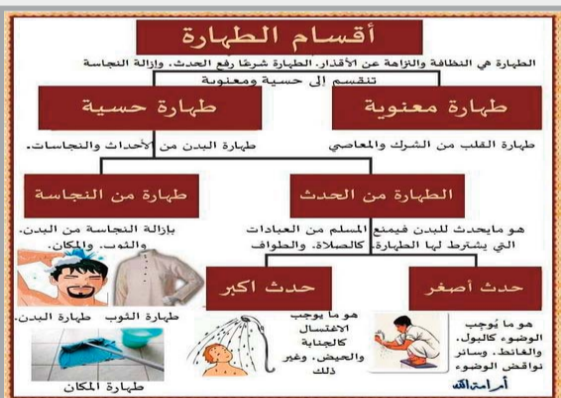 أقسام الطهارة
الطهارة هي النظافة والنزاهة عن الأقذار. الطهارة شرعًا رفع الحدث. وإزالة النجاسة
تنقسم إلى حسية ومعنوية
طهارة معنوية
طهارة حسية
طهارة القلب من الشرك والمعاصي
طهارة البدن من الأحداث والنجاسات.
الطهارة من الحدث
طهارة من النجاسة
هو مايحدث للبدن فيمنع المسلم من العبادات
التي يشترط لها الطهارة. كالصلاة. والطواف
بإزالة النجاسة من البدن.
والثوب. والمكان.
حدث أصغر
حدث اكبر
هو ما يُوجِب
الوضوء كالبول.
والغائط. وسائر
نواقض الوضوء
هو ما يوجب
الاغتسال
كالجنابة
والحيض. وغير
ذلك
طهارة الثوب
طهارة البدن.
طهارة المكان
أم امة الله